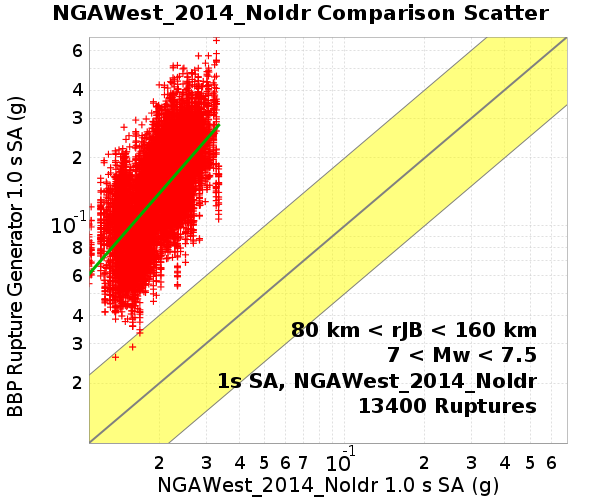 NGAWest_2014_NoIdr Comparison Scatter
BBP Rupture Generator 1.0 s SA (g)
6
4
3
2
10-1
8
6
4
3
2
80 km < rJB < 160 km
7 < Mw < 7.5
1s SA, NGAWest_2014_NoIdr
13400 Ruptures
2 3 4 5 6 7 10-1 2 3 4 5 6
NGAWest_2014_NoIdr 1.0 s SA (g)